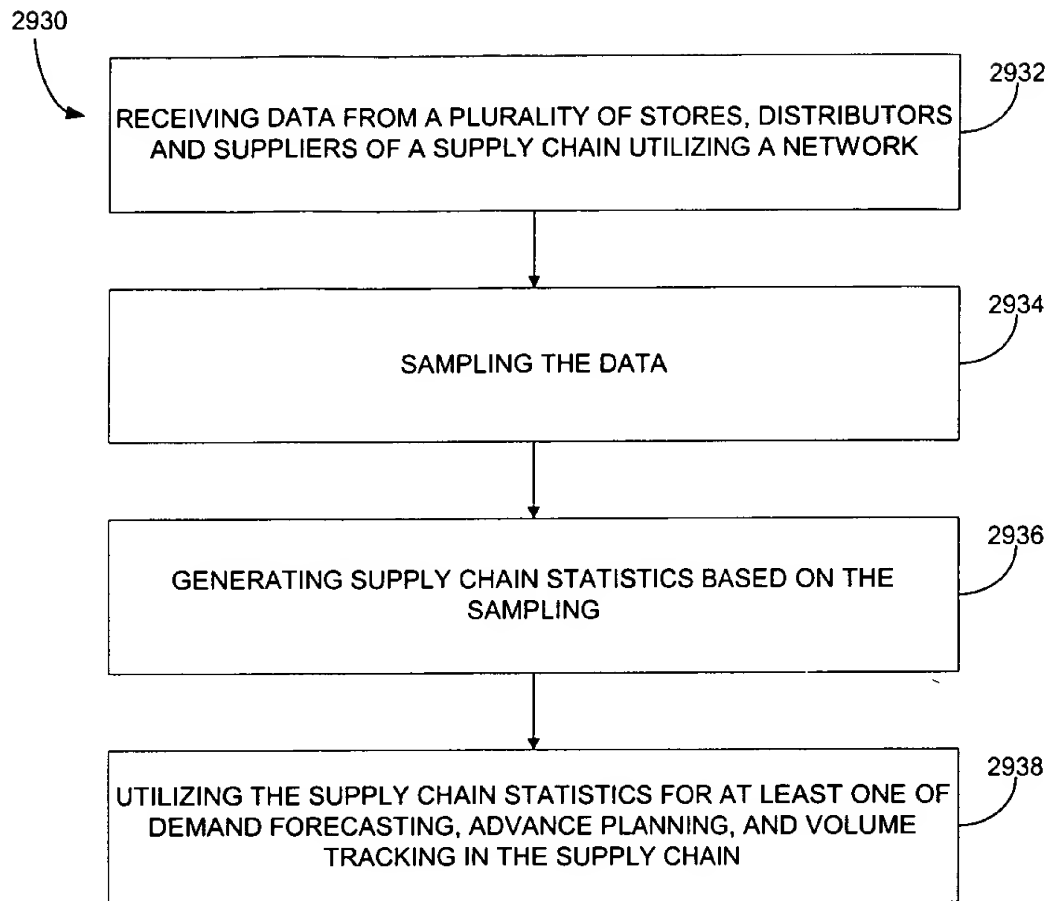 2930
2932
RECEIVING DATA FROM A PLURALITY OF STORES, DISTRIBUTORS
AND SUPPLIERS OF A SUPPLY CHAIN UTILIZING A NETWORK
2934
SAMPLING THE DATA
2936
GENERATING SUPPLY CHAIN STATISTICS BASED ON THE
SAMPLING
2938
UTILIZING THE SUPPLY CHAIN STATISTICS FOR AT LEAST ONE OF
DEMAND FORECASTING, ADVANCE PLANNING, AND VOLUME
TRACKING IN THE SUPPLY CHAIN